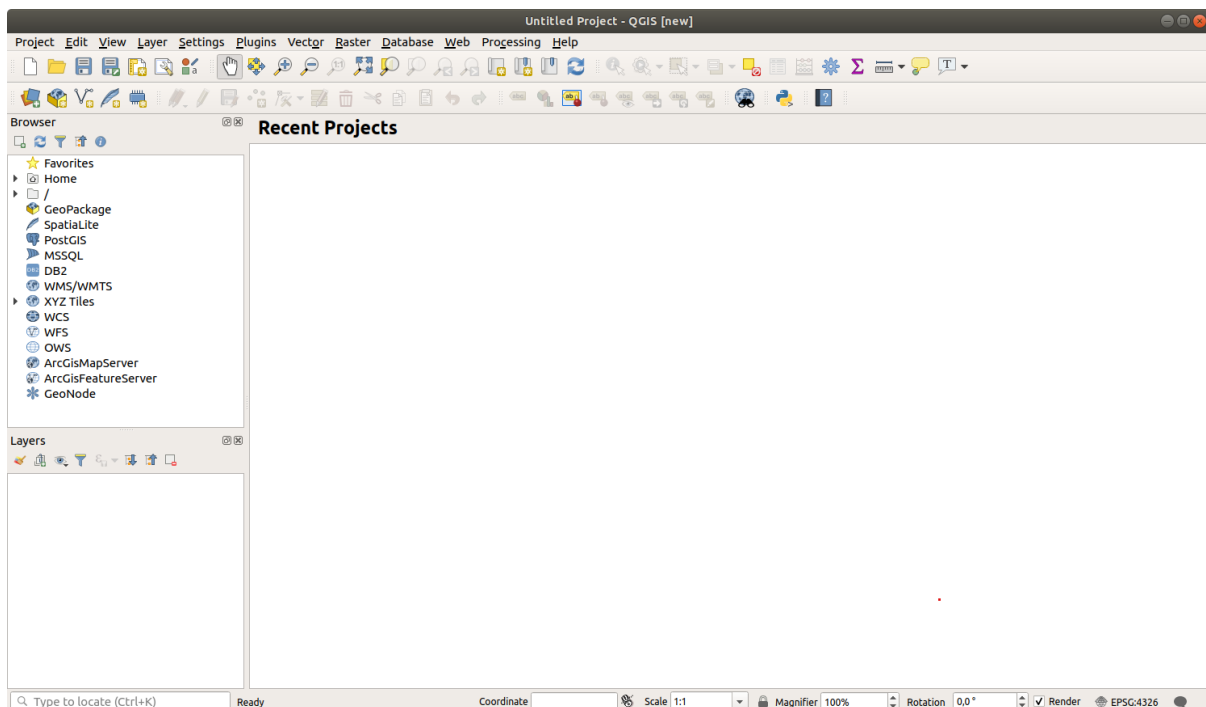 Untitled Project - QGIS [new]
Project Edit View Layer Settings Plugins Vector Raster Database Web Processing Help
Browser
Recent Projects
Favorites
Home
/
GeoPackage
SpatiaLite
PostGIS
MSSQL
DB2
WMS/WMTS
XYZ Tiles
WCS
WFS
OWS
ArcGisMapServer
ArcGisFeatureServer
GeoNode
Layers
Type to locate (Ctrl+K) Ready Coordinate Scale 1:1 Magnifier 100% Rotation 0,0 ° Render EPSG:4326